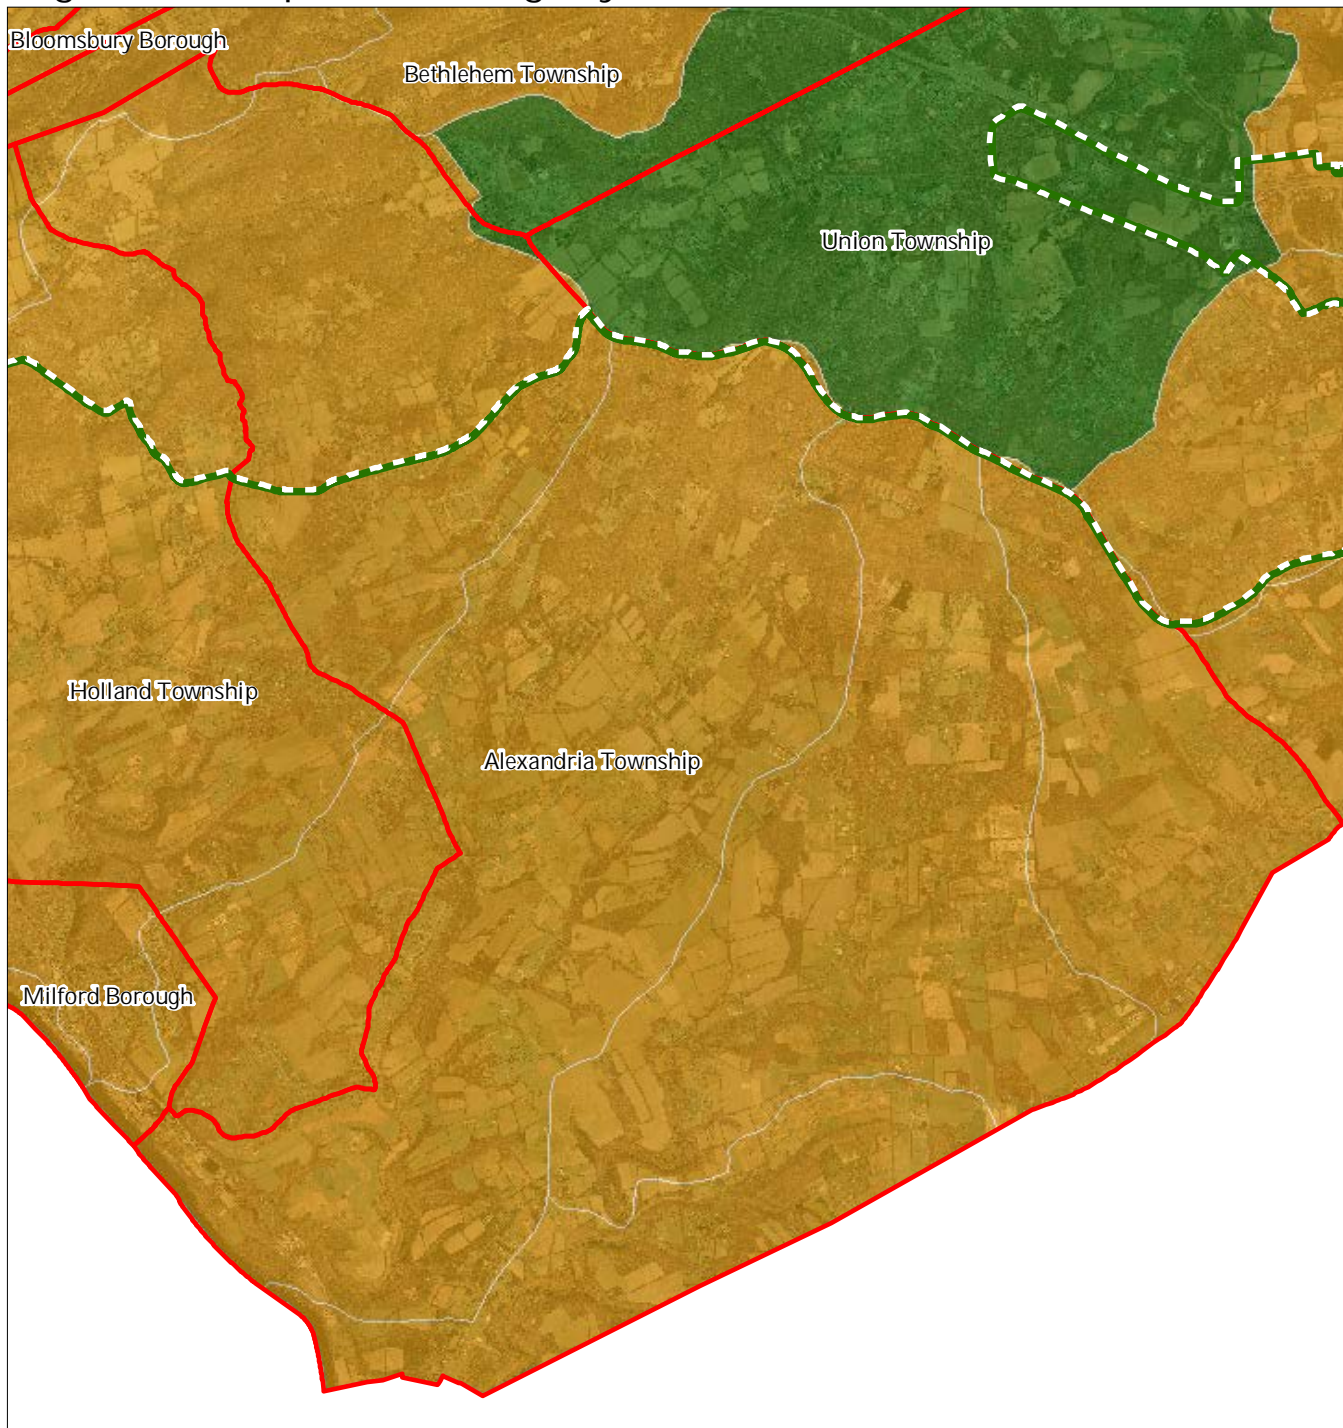 Bloomsbury Borough
Bethlehem Township
Union Township
Holland Township
Alexandria Township
Milford Borough